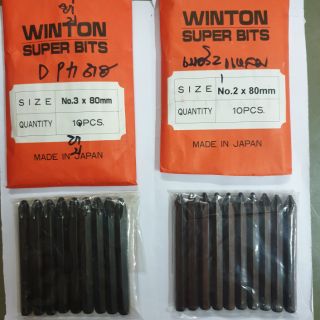 WINTON
SUPER BITS
SIZE No.3 x 80mm
QUANTITY 10PCS.
MADE IN JAPAN
WINTON
SUPER BITS
SIZE No.2 x 80mm
QUANTITY 10PCS.
MADE IN JAPAN